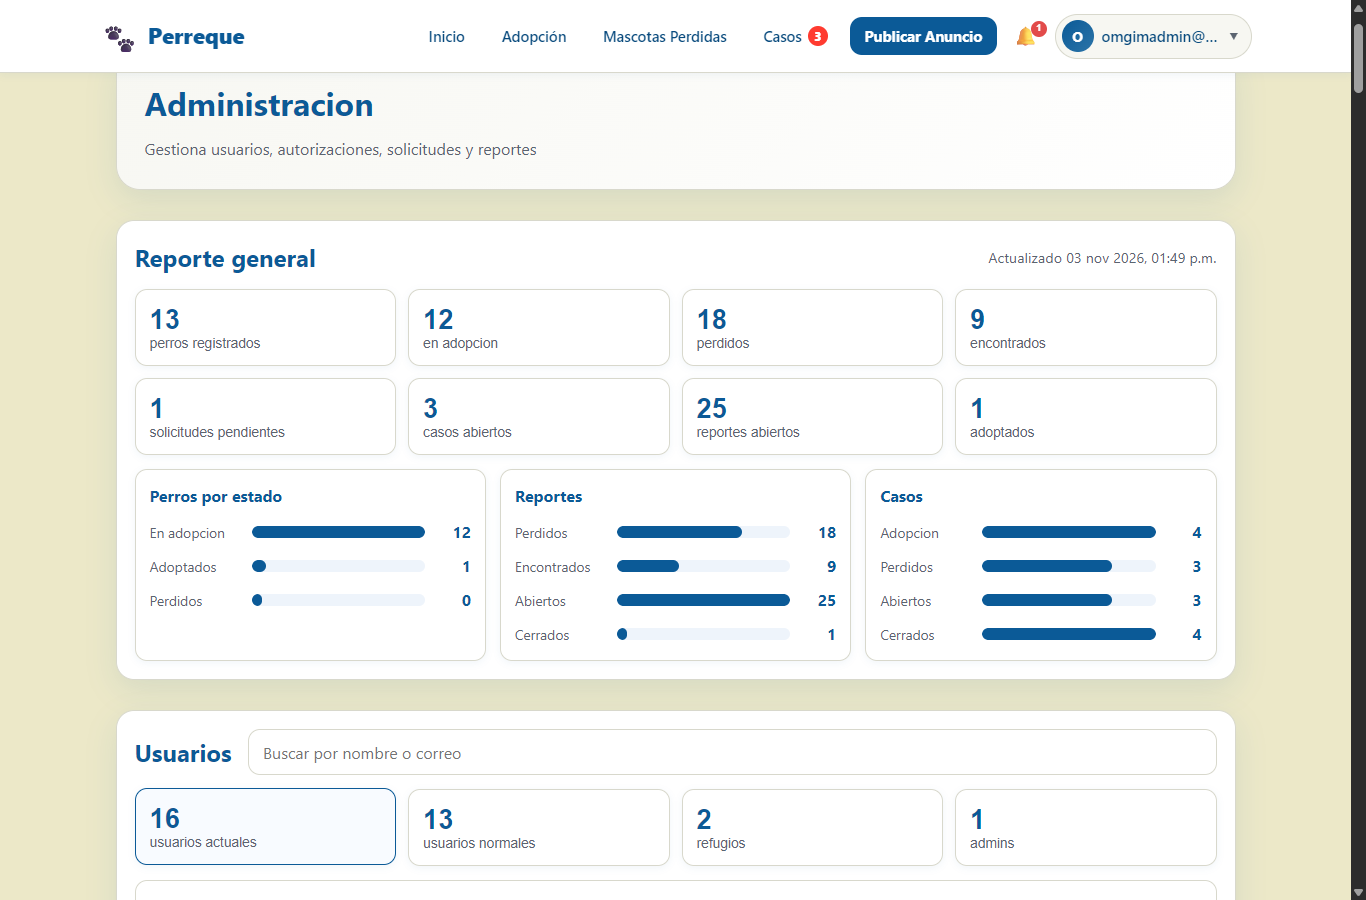 Perreque
Inicio
Adopción
Mascotas Perdidas
Casos 3
Publicar Anuncio
1
O omgimadmin@... ▼
Administracion
Gestiona usuarios, autorizaciones, solicitudes y reportes
Reporte general
Actualizado 03 nov 2026, 01:49 p.m.
13
perros registrados
12
en adopcion
18
perdidos
9
encontrados
1
solicitudes pendientes
3
casos abiertos
25
reportes abiertos
1
adoptados
Perros por estado
En adopcion 12
Adoptados 1
Perdidos 0
Reportes
Perdidos 18
Encontrados 9
Abiertos 25
Cerrados 1
Casos
Adopcion 4
Perdidos 3
Abiertos 3
Cerrados 4
Usuarios
Buscar por nombre o correo
16
usuarios actuales
13
usuarios normales
2
refugios
1
admins